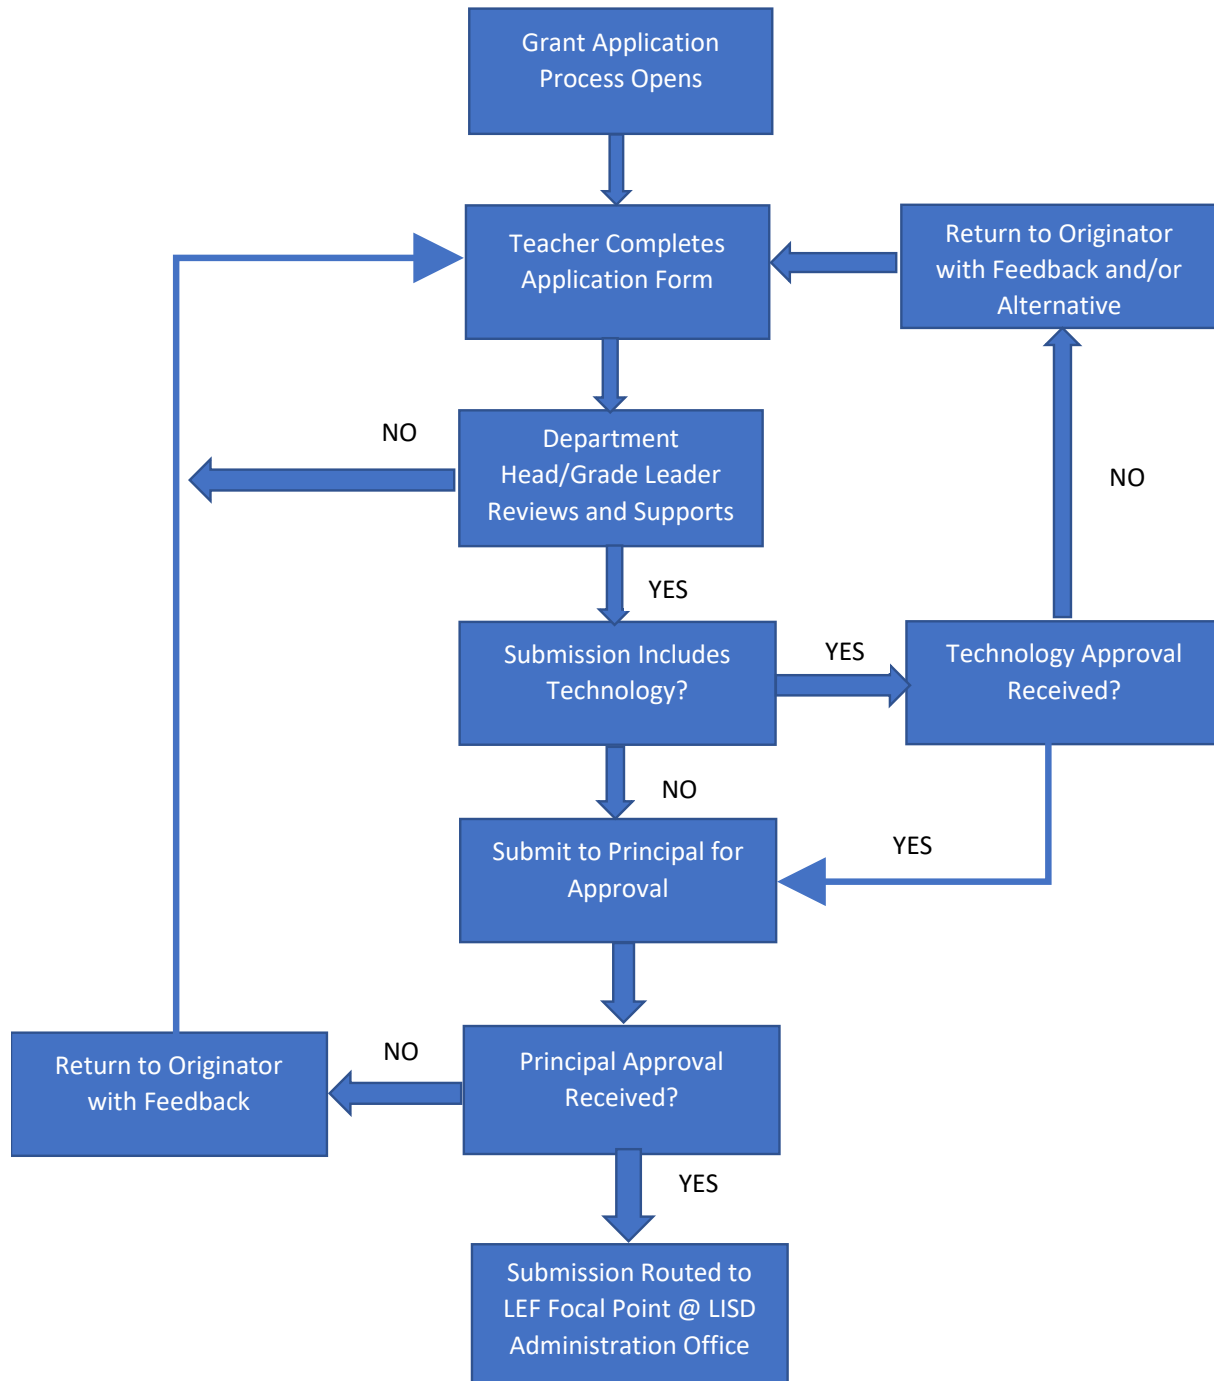 Grant Application
Process Opens
Teacher Completes
Application Form
Return to Originator
with Feedback and/or
Alternative
NO
Department
Head/Grade Leader
Reviews and Supports
NO
YES
Submission Includes
Technology?
YES
Technology Approval
Received?
NO
Submit to Principal for
Approval
YES
Return to Originator
with Feedback
NO
Principal Approval
Received?
YES
Submission Routed to
LEF Focal Point @ LISD
Administration Office